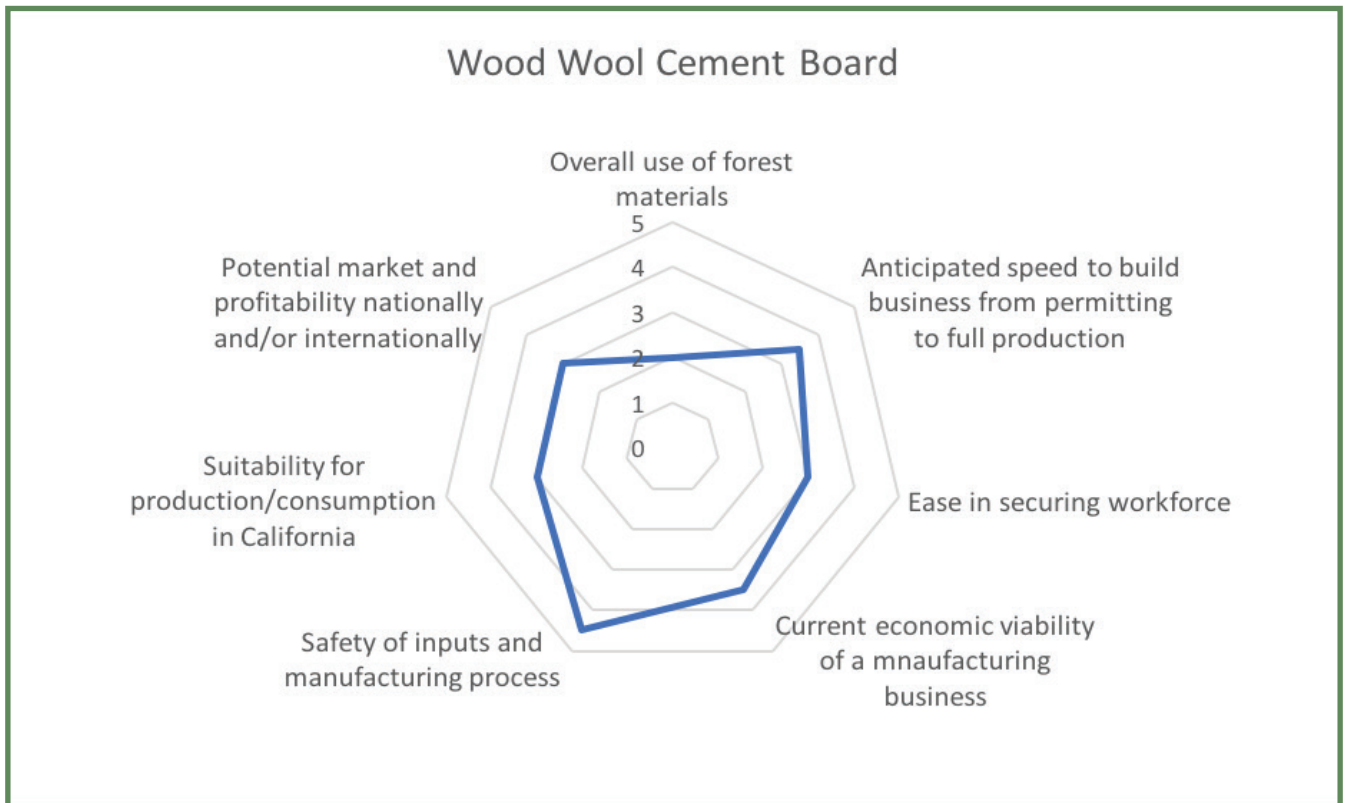 Wood Wool Cement Board
Overall use of forest
materials
5
4
3
2
1
0
Anticipated speed to build
business from permitting
to full production
Ease in securing workforce
Current economic viability
of a mnaufacturing
business
Safety of inputs and
manufacturing process
Suitability for
production/consumption
in California
Potential market and
profitability nationally
and/or internationally